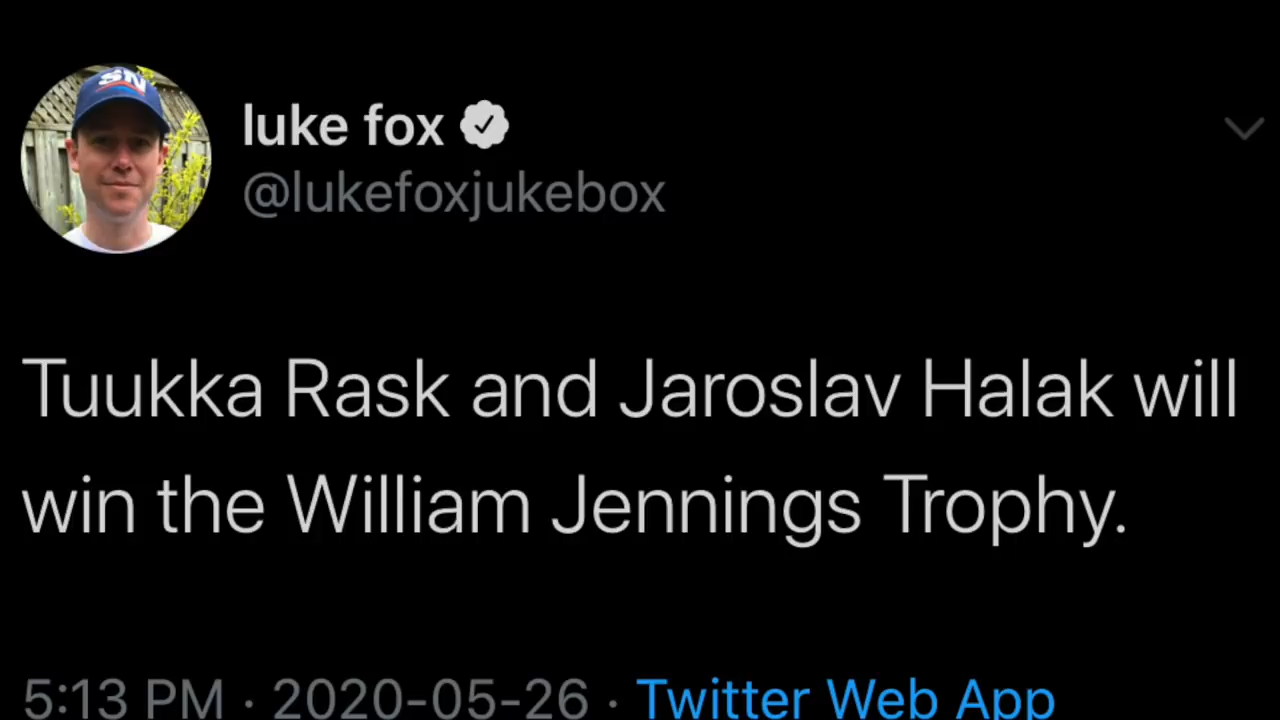 SN
luke fox
@lukefoxjukebox
Tuukka Rask and Jaroslav Halak will
win the William Jennings Trophy.
5:13 PM · 2020-05-26 · Twitter Web App